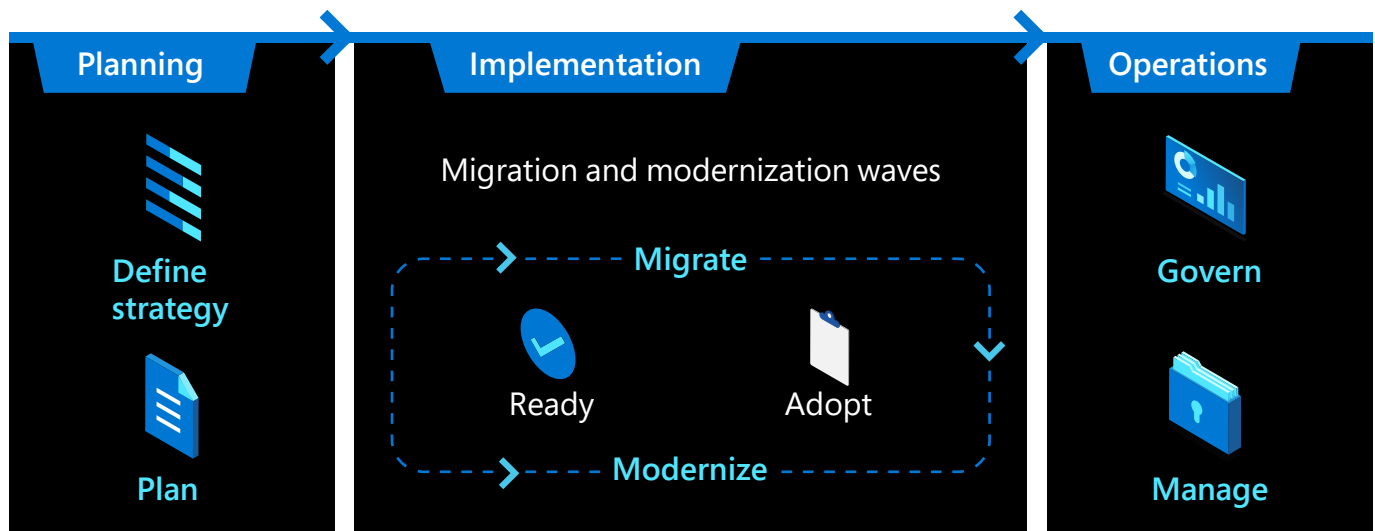 Planning
Define
strategy
Plan
Implementation
Migration and modernization waves
Migrate
Ready
Adopt
Modernize
Operations
Govern
Manage